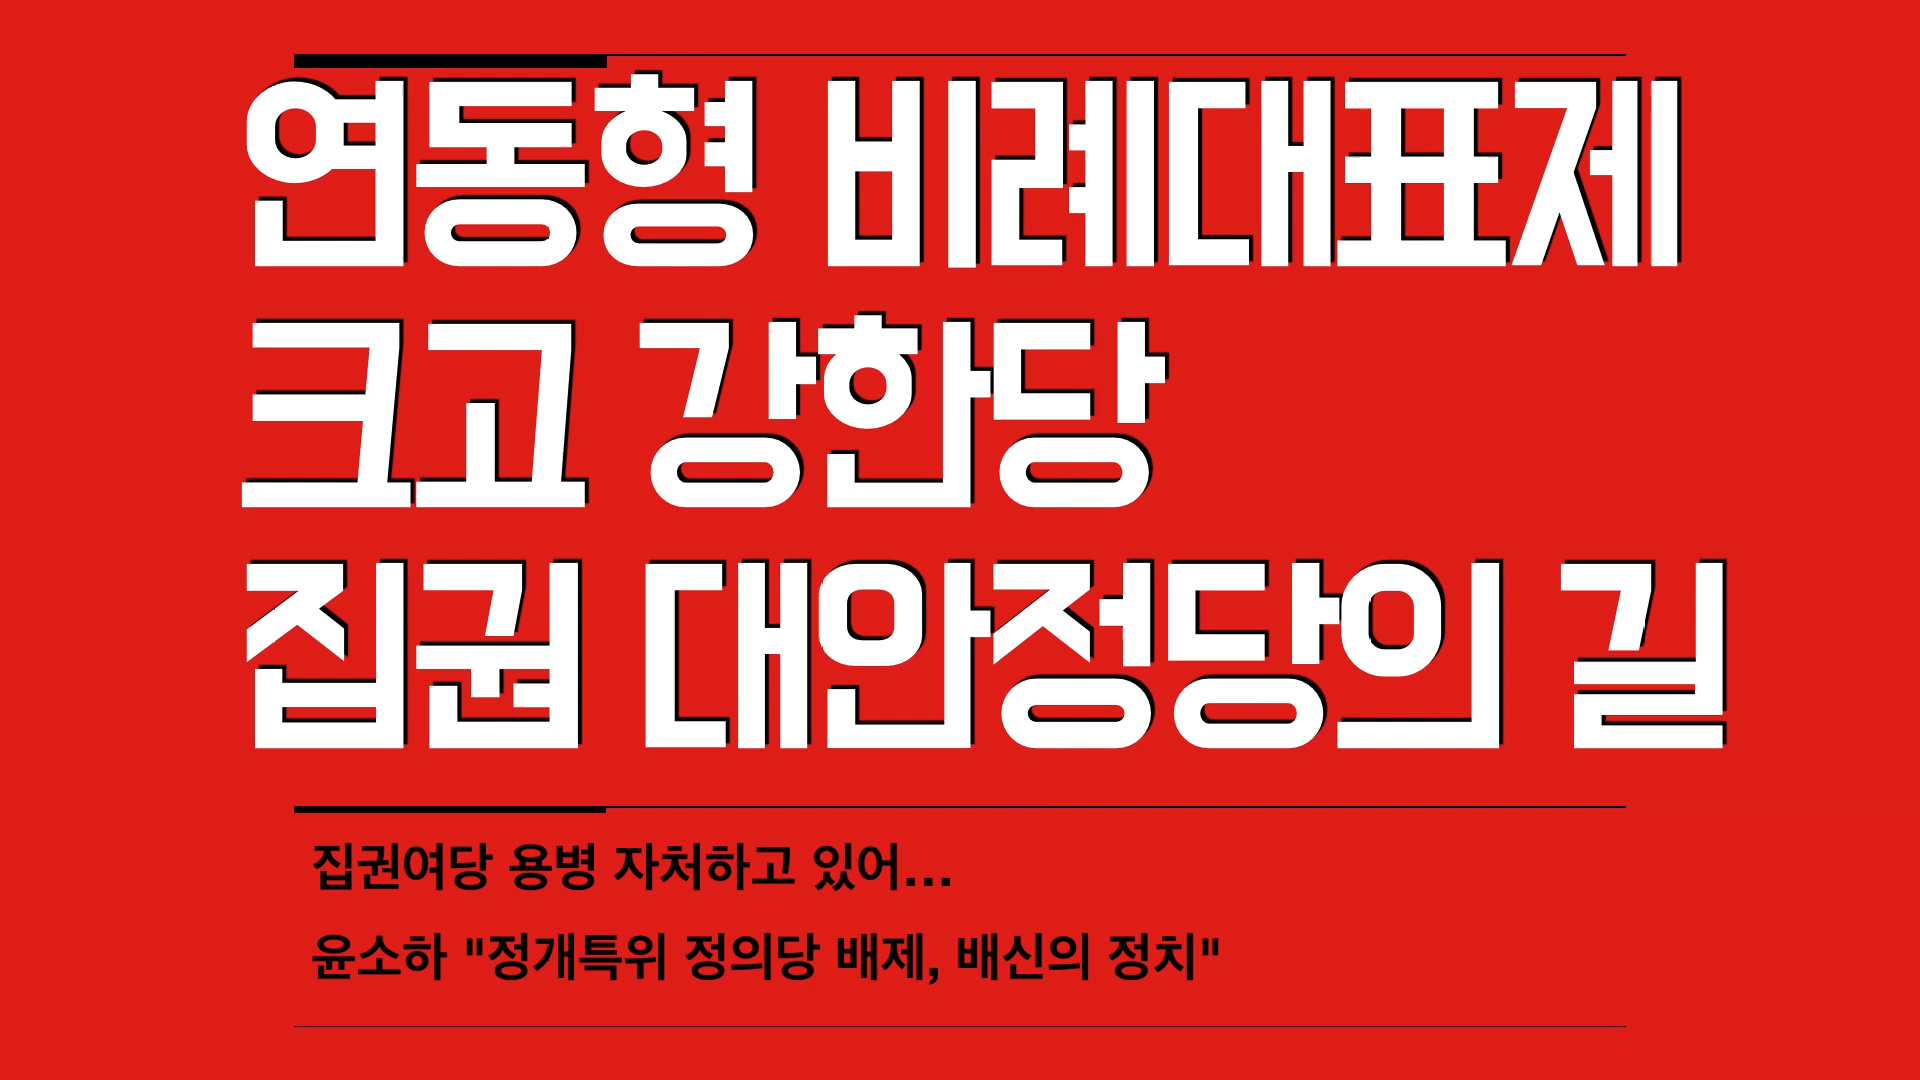 연동형 비례대표제
크고 강한당
집권 대안정당의 길
집권여당 용병 자처하고 있어...
윤소하 "정개특위 정의당 배제, 배신의 정치"